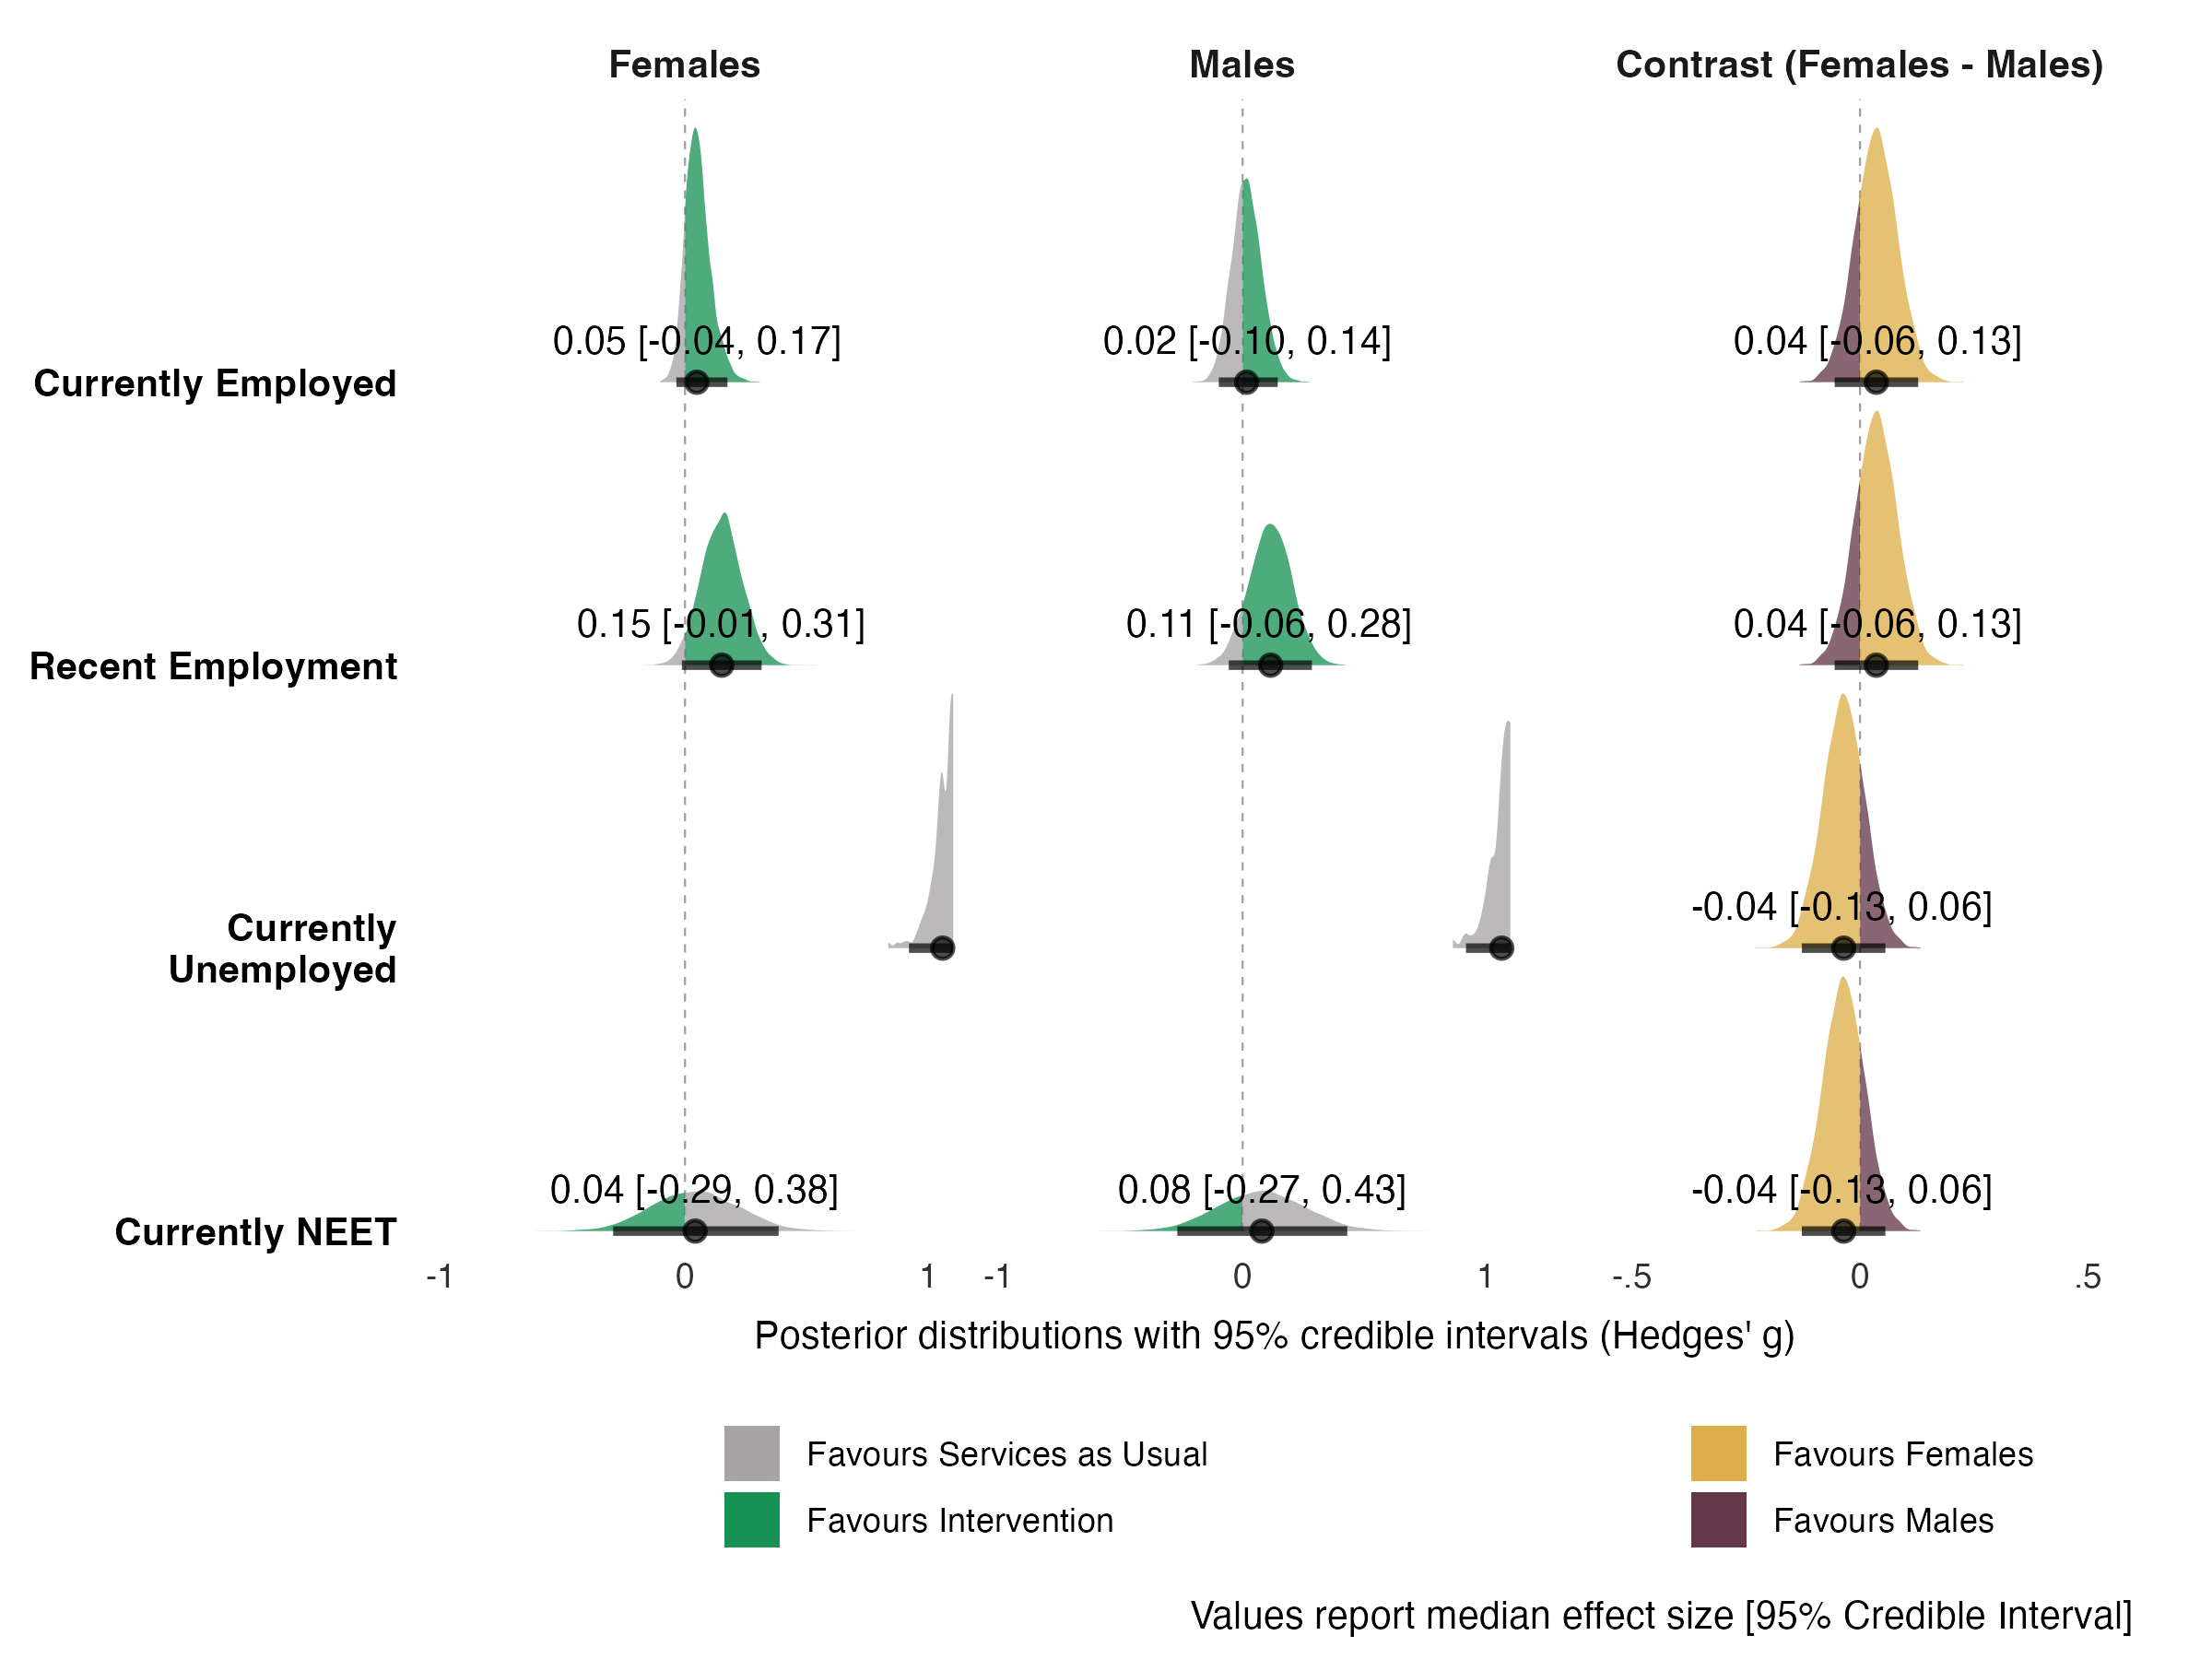 Females Males Contrast (Females - Males)
0.05 [-0.04, 0.17] 0.02 [-0.10, 0.14] 0.04 [-0.06, 0.13]
Currently Employed
0.15 [-0.01, 0.31] 0.11 [-0.06, 0.28] 0.04 [-0.06, 0.13]
Recent Employment
-0.04 [-0.13, 0.06]
Currently
Unemployed
0.04 [-0.29, 0.38] 0.08 [-0.27, 0.43] -0.04 [-0.13, 0.06]
Currently NEET
-1 0 1 -1 0 1 -.5 0 .5
Posterior distributions with 95% credible intervals (Hedges' g)
Favours Services as Usual Favours Females
Favours Intervention Favours Males
Values report median effect size [95% Credible Interval]